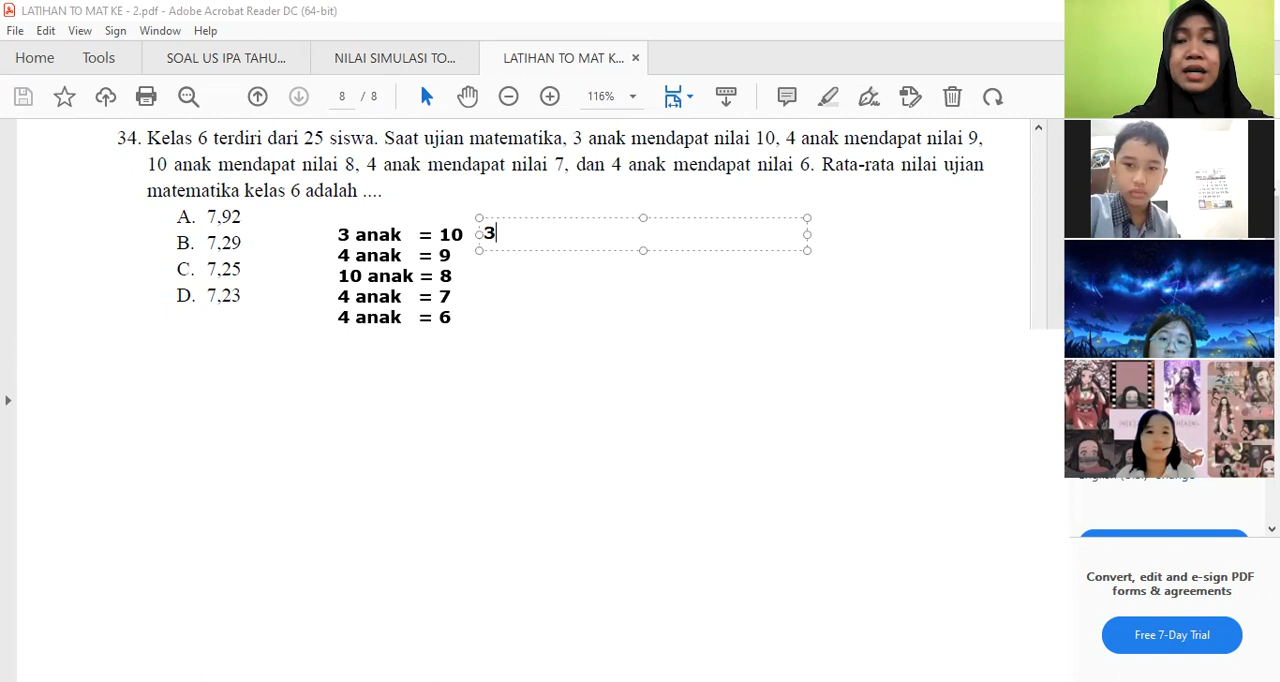 LATIHAN TO MAT KE - 2.pdf - Adobe Acrobat Reader DC (64-bit)
File Edit View Sign Window Help
Home Tools SOAL US IPA TAHU... NILAI SIMULASI TO... LATIHAN TO MAT K... ×
8 / 8 116%
34. Kelas 6 terdiri dari 25 siswa. Saat ujian matematika, 3 anak mendapat nilai 10, 4 anak mendapat nilai 9,
10 anak mendapat nilai 8, 4 anak mendapat nilai 7, dan 4 anak mendapat nilai 6. Rata-rata nilai ujian
matematika kelas 6 adalah ....
A. 7,92
B. 7,29
C. 7,25
D. 7,23
3 anak = 10 3
4 anak = 9
10 anak = 8
4 anak = 7
4 anak = 6
Convert, edit and e-sign PDF
forms & agreements
Free 7-Day Trial